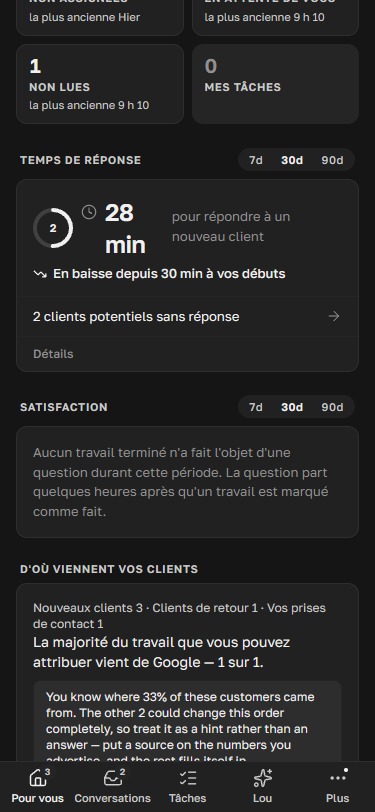 NON ASSIGNÉES
EN ATTENTE DE VOUS
la plus ancienne Hier
la plus ancienne 9 h 10
1
NON LUES
la plus ancienne 9 h 10
0
MES TÂCHES
TEMPS DE RÉPONSE
7d 30d 90d
2
28
min
pour répondre à un
nouveau client
En baisse depuis 30 min à vos débuts
2 clients potentiels sans réponse
Détails
SATISFACTION
7d 30d 90d
Aucun travail terminé n'a fait l'objet d'une
question durant cette période. La question part
quelques heures après qu'un travail est marqué
comme fait.
D'OÙ VIENNENT VOS CLIENTS
Nouveaux clients 3 · Clients de retour 1 · Vos prises
de contact 1
La majorité du travail que vous pouvez
attribuer vient de Google — 1 sur 1.
You know where 33% of these customers came
from. The other 2 could change this order
completely, so treat it as a hint rather than an
answer — put a source on the numbers you
advertise, and the rest fills itself in.
3
2
Pour vous
Conversations
Tâches
Lou
Plus